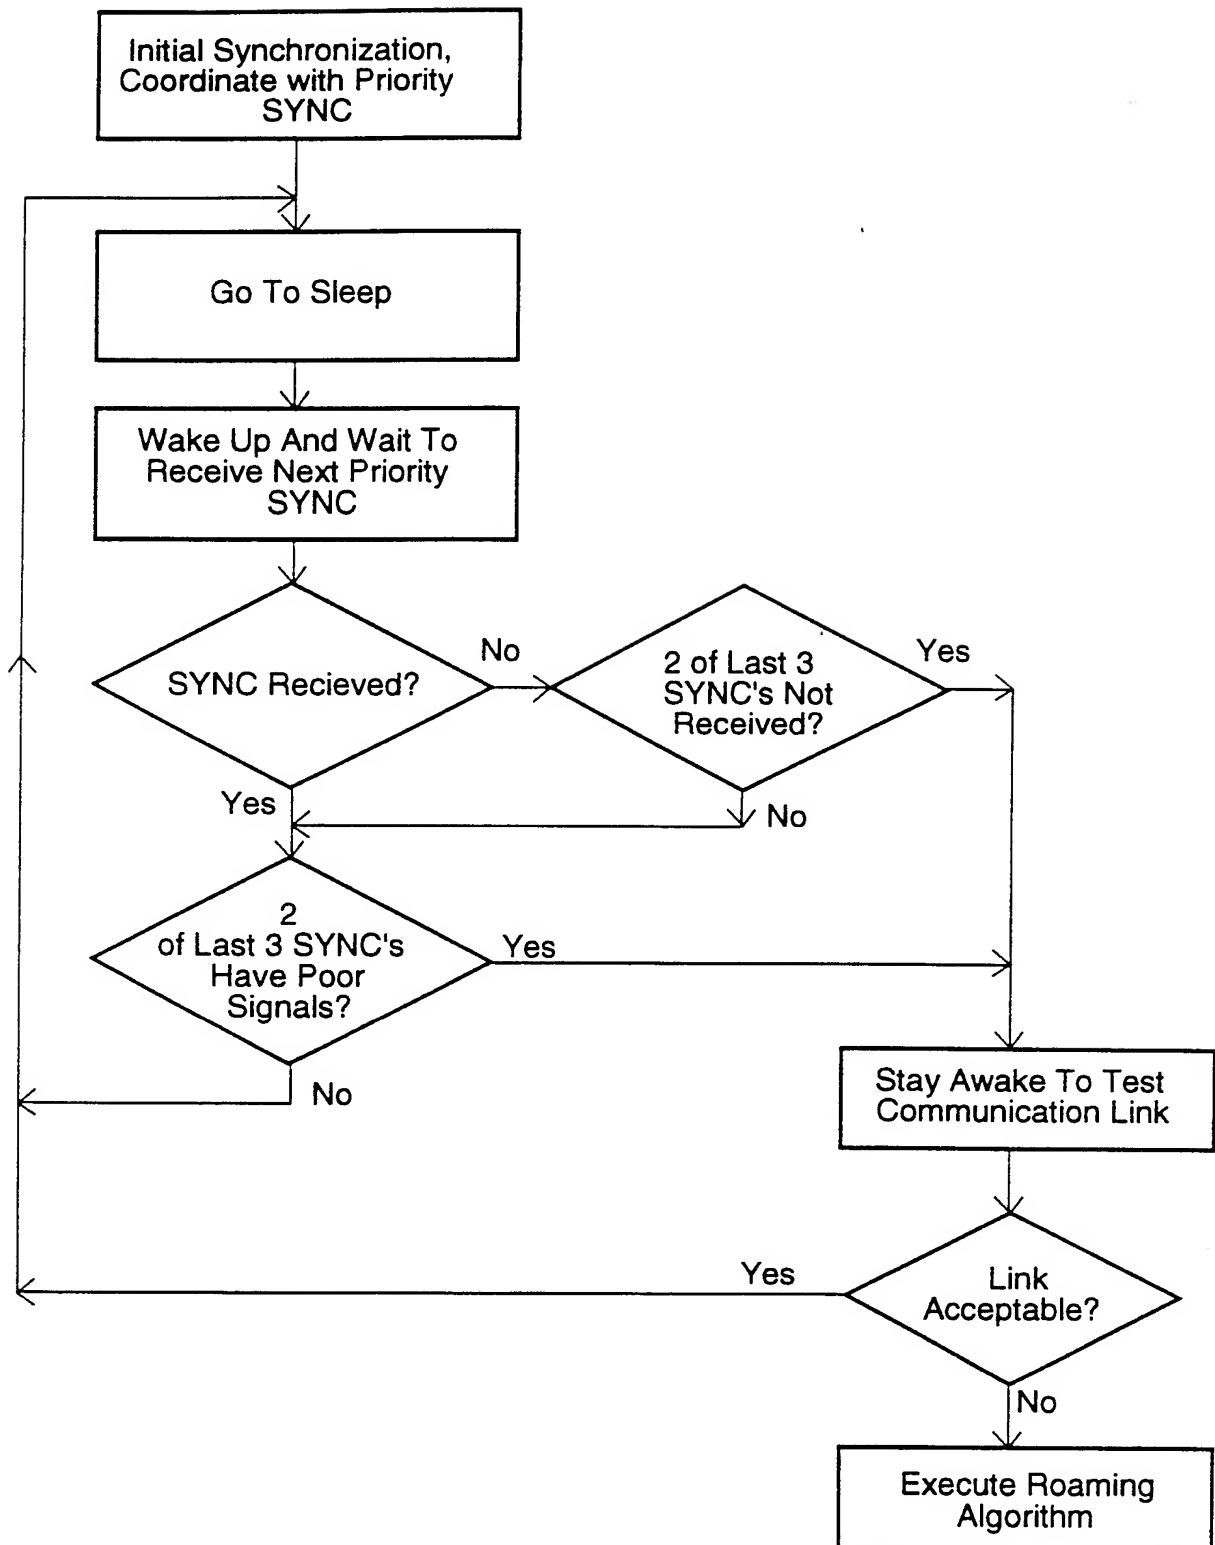 Initial Synchronization,
Coordinate with Priority
SYNC
Go To Sleep
Wake Up And Wait To
Receive Next Priority
SYNC
SYNC Recieved?
No
2 of Last 3
SYNC's Not
Received?
Yes
Yes
No
2
of Last 3 SYNC's
Have Poor
Signals?
Yes
No
Stay Awake To Test
Communication Link
Link
Acceptable?
Yes
No
Execute Roaming
Algorithm